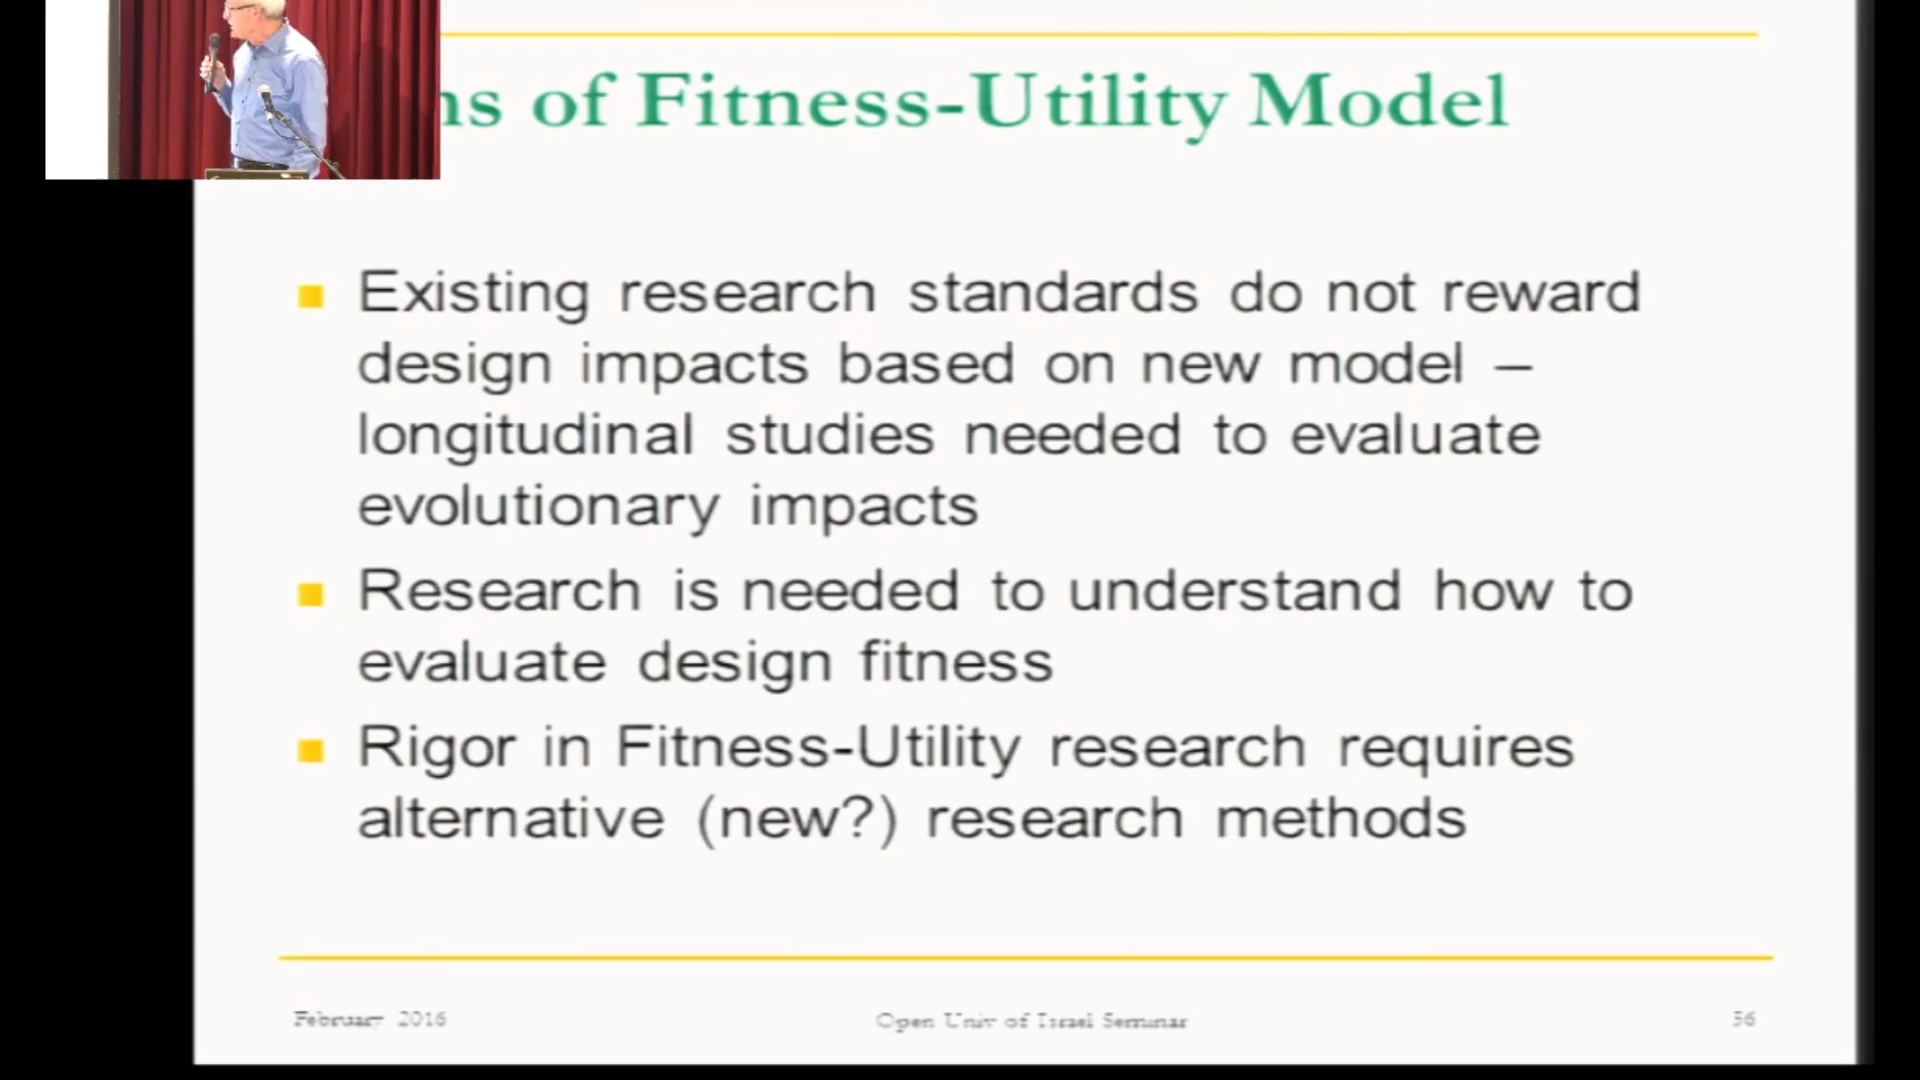 ns of Fitness-Utility Model
Existing research standards do not reward
design impacts based on new model –
longitudinal studies needed to evaluate
evolutionary impacts
Research is needed to understand how to
evaluate design fitness
Rigor in Fitness-Utility research requires
alternative (new?) research methods
February 2016
Open Univ of Israel Seminar
36